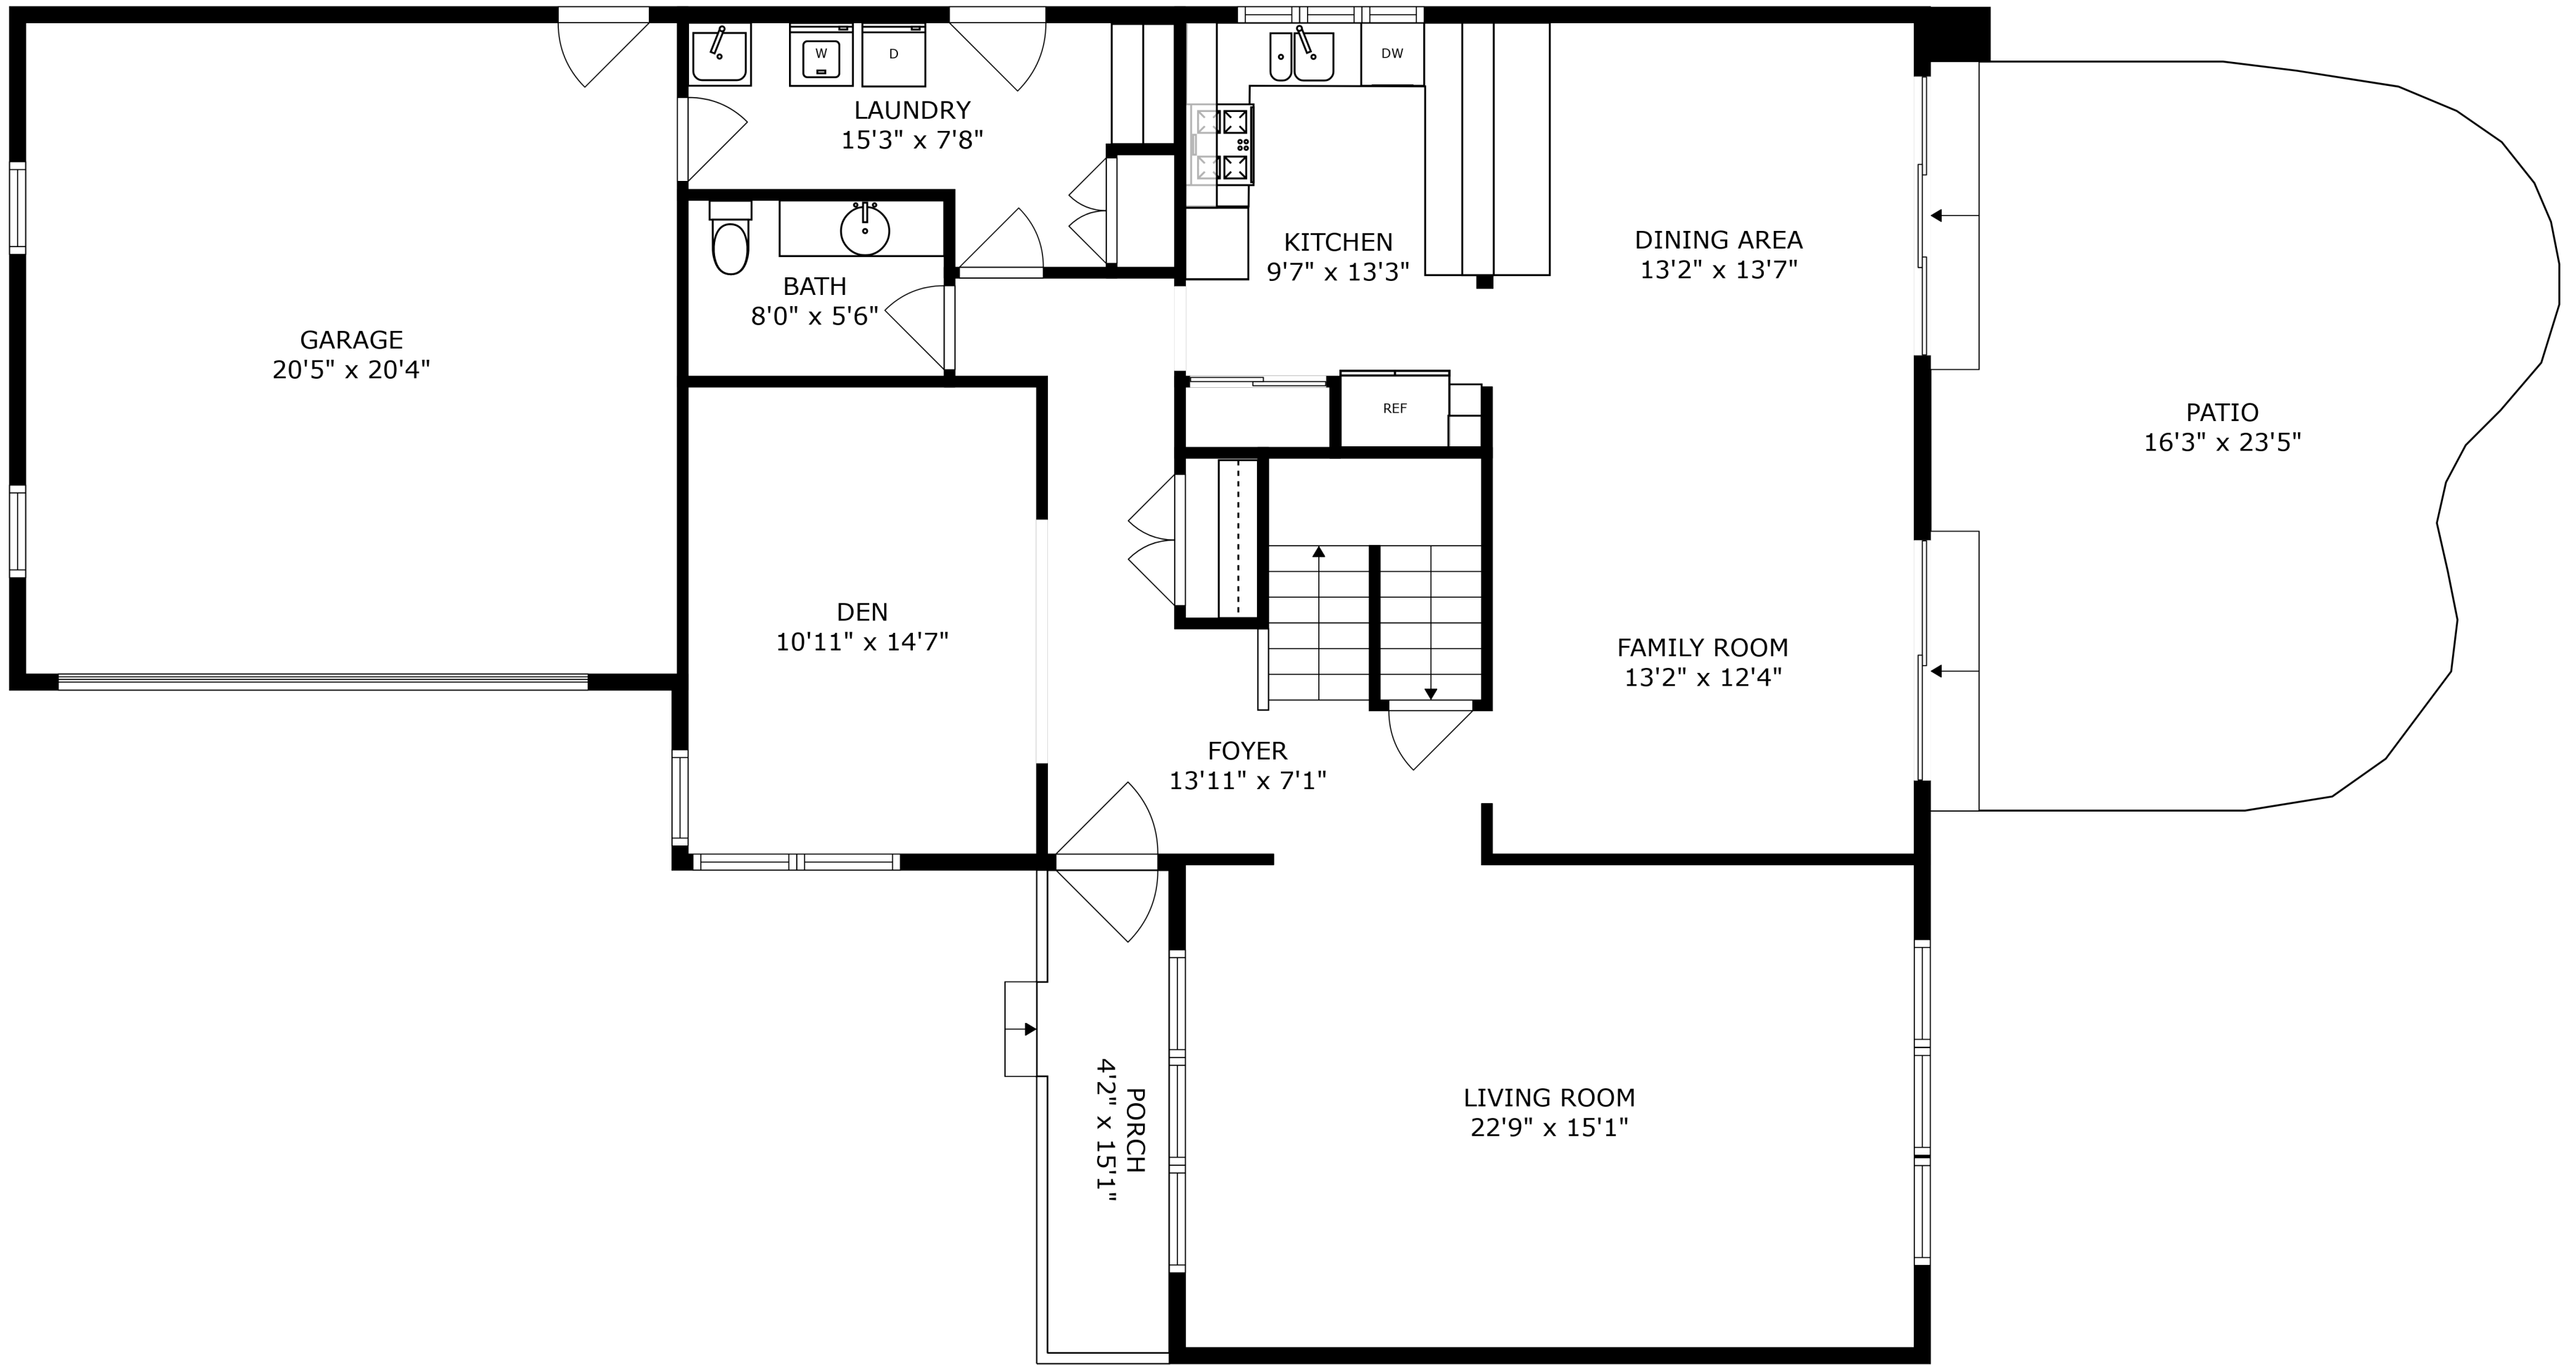 W
D
DW
LAUNDRY
15'3" x 7'8"
KITCHEN
9'7" x 13'3"
DINING AREA
13'2" x 13'7"
BATH
8'0" x 5'6"
GARAGE
20'5" x 20'4"
REF
PATIO
16'3" x 23'5"
DEN
10'11" x 14'7"
FAMILY ROOM
13'2" x 12'4"
FOYER
13'11" x 7'1"
PORCH
4'2" x 15'1"
LIVING ROOM
22'9" x 15'1"